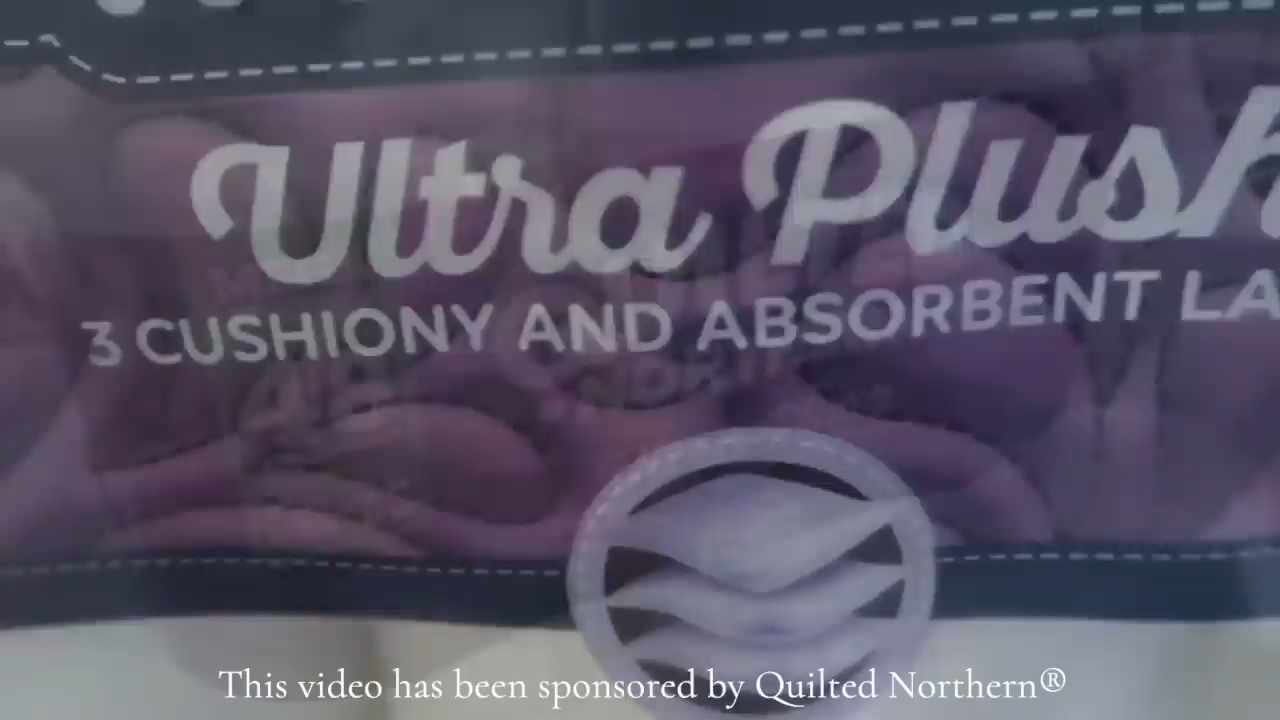 Ultra Plush
3 CUSHIONY AND ABSORBENT LA
This video has been sponsored by Quilted Northern®